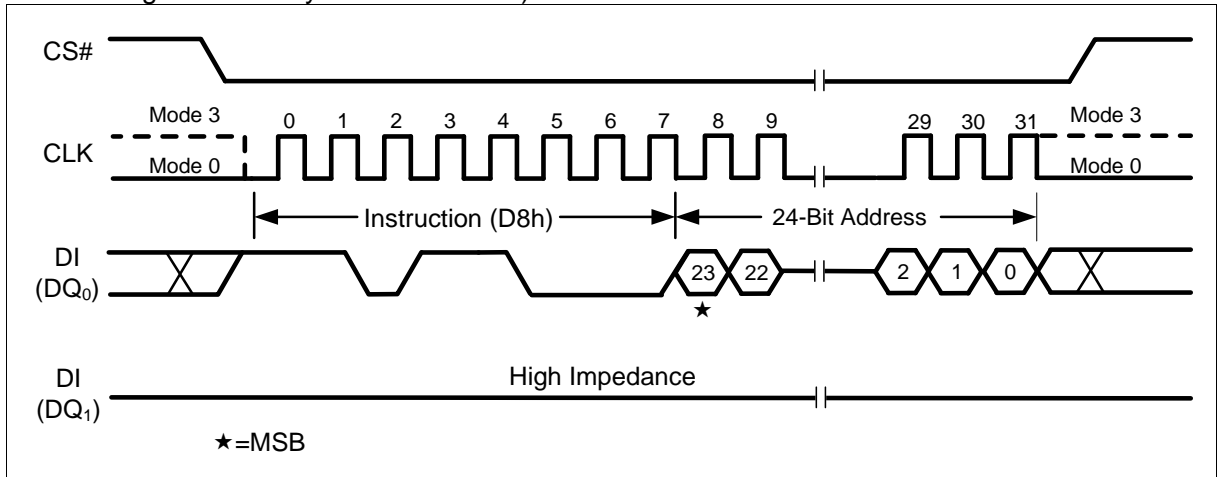 CS#
Mode 3 0 1 2 3 4 5 6 7 8 9 29 30 31 Mode 3
CLK
Mode 0 Mode 0
Instruction (D8h) 24-Bit Address
DI
(DQ0)
23 22 2 1 0
★
High Impedance
DI
(DQ1)
★=MSB